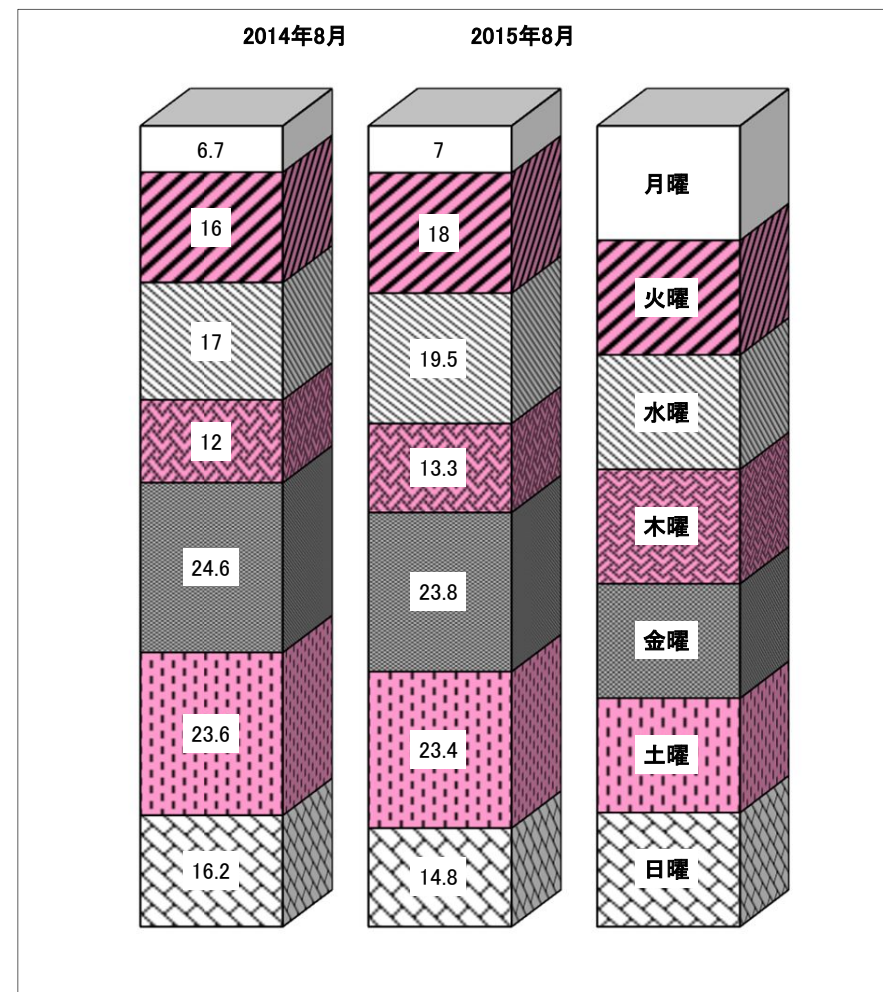 2014年8月 2015年8月
6.7 7 月曜
16 18 火曜
17 19.5 水曜
12 13.3 木曜
24.6 23.8 金曜
23.6 23.4 土曜
16.2 14.8 日曜